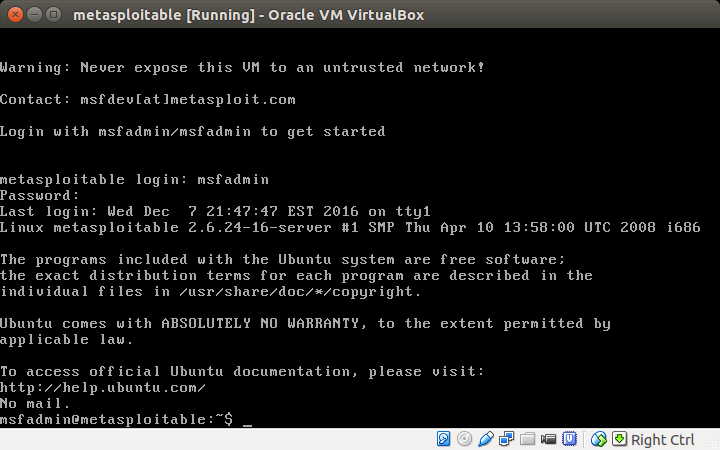 metasploitable [Running] - Oracle VM VirtualBox
Warning: Never expose this VM to an untrusted network!
Contact: msfdev[at]metasploit.com
Login with msfadmin/msfadmin to get started
metasploitable login: msfadmin
Password:
Last login: Wed Dec  7 21:47:47 EST 2016 on tty1
Linux metasploitable 2.6.24-16-server #1 SMP Thu Apr 10 13:58:00 UTC 2008 i686
The programs included with the Ubuntu system are free software;
the exact distribution terms for each program are described in the
individual files in /usr/share/doc/*/copyright.
Ubuntu comes with ABSOLUTELY NO WARRANTY, to the extent permitted by
applicable law.
To access official Ubuntu documentation, please visit:
http://help.ubuntu.com/
No mail.
msfadmin@metasploitable:~$ _
Right Ctrl